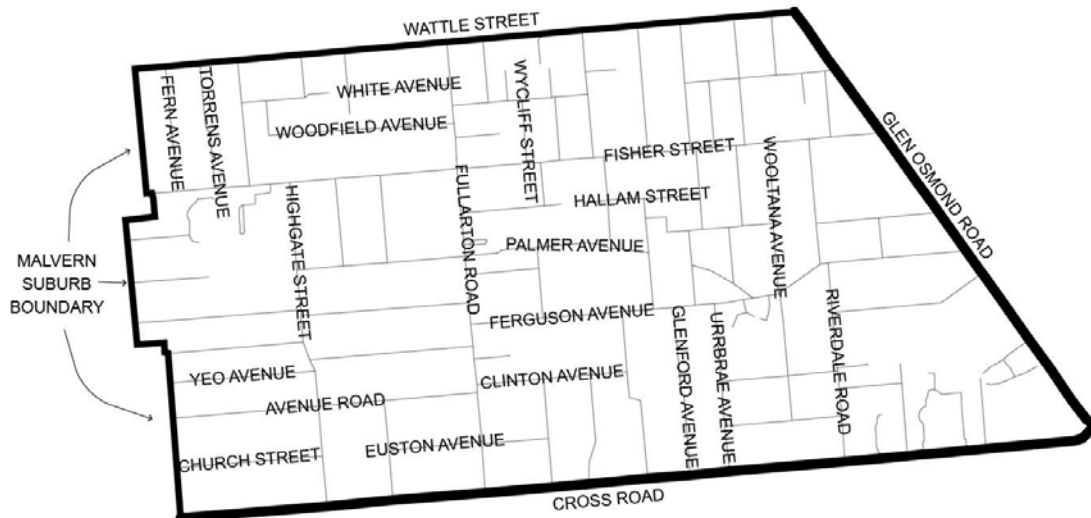 WATTLE STREET
FERN AVENUE
TORRENS AVENUE
WHITE AVENUE
WOODFIELD AVENUE
WYCLIFF STREET
FISHER STREET
WOOLTANA AVENUE
GLEN OSMOND ROAD
HIGHGATE STREET
FULLARTON ROAD
HALLAM STREET
PALMER AVENUE
MALVERN
SUBURB
BOUNDARY
FERGUSON AVENUE
GLENFORD AVENUE
URRBRAE AVENUE
RIVERDALE ROAD
YEO AVENUE
CLINTON AVENUE
AVENUE ROAD
EUSTON AVENUE
CHURCH STREET
CROSS ROAD